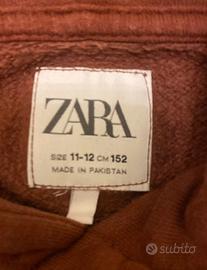 ZARA
SIZE 11-12 CM 152
MADE IN PAKISTAN
subito